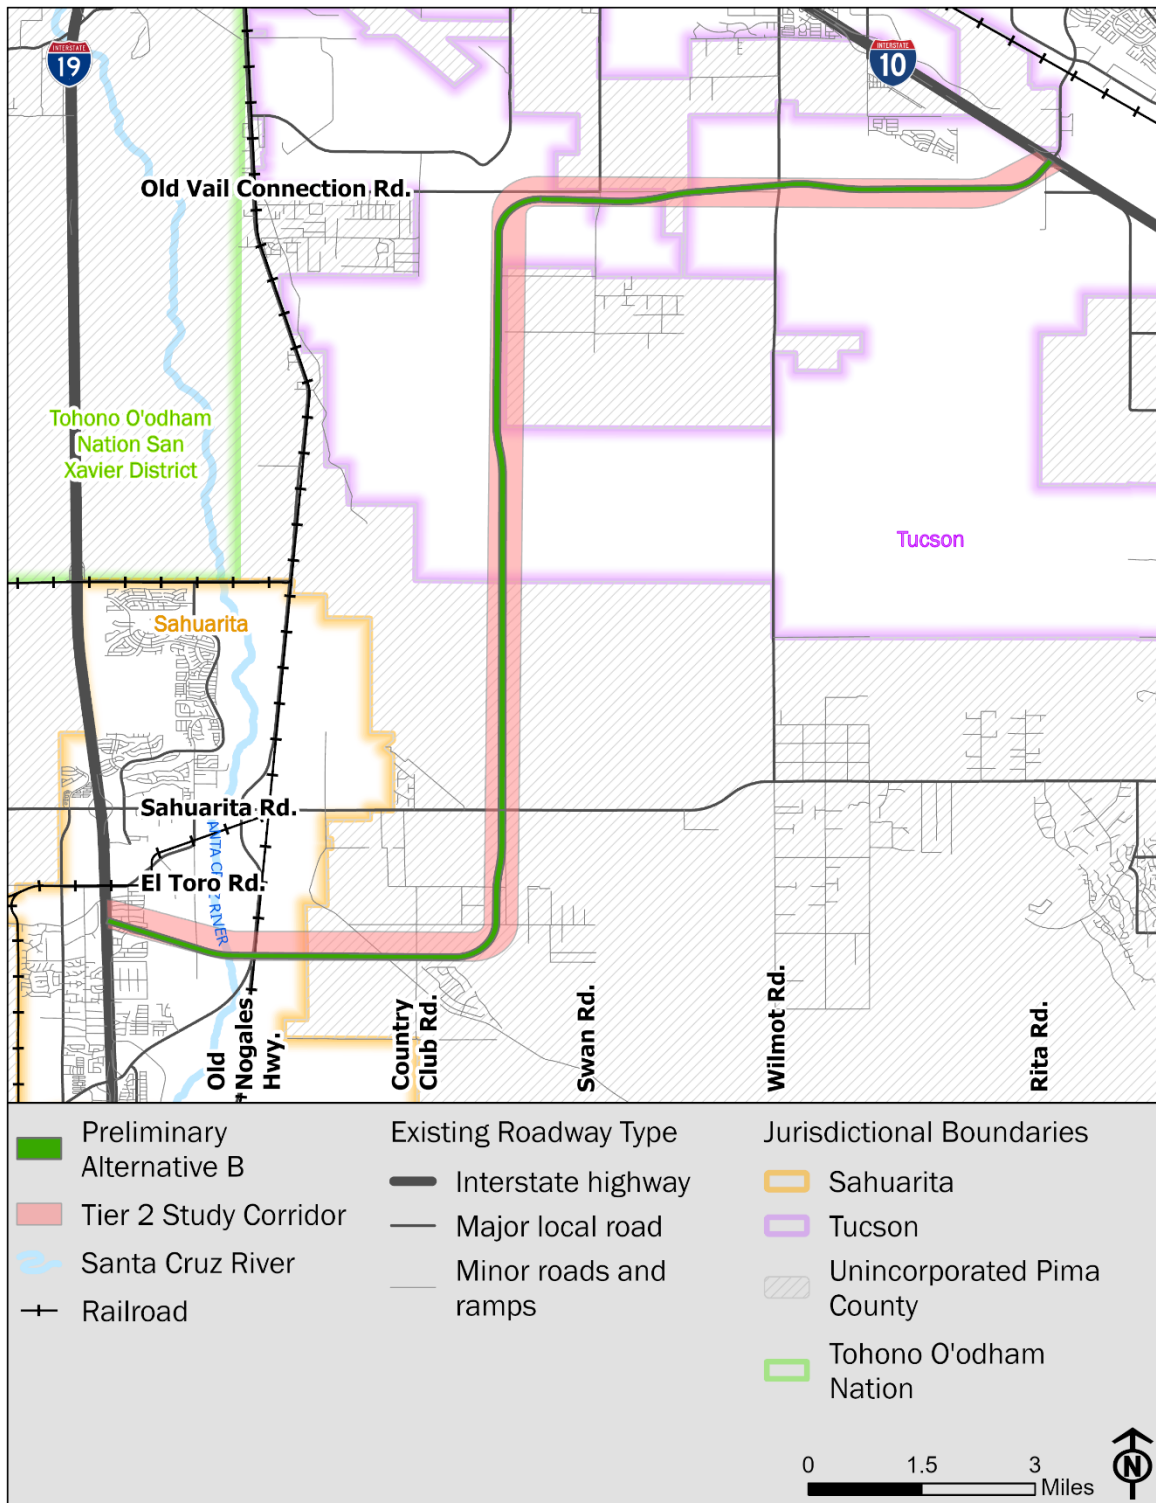 INTERSTATE
19
INTERSTATE
10
Old Vail Connection Rd.
Tohono O'odham
Nation San
Xavier District
Tucson
Sahuarita
Sahuarita Rd.
El Toro Rd.
RIVER
Old
Nogales
Hwy.
Country
Club Rd.
Swan Rd.
Wilmot Rd.
Rita Rd.
Preliminary
Alternative B
Tier 2 Study Corridor
Santa Cruz River
Railroad
Existing Roadway Type
Interstate highway
Major local road
Minor roads and
ramps
Jurisdictional Boundaries
Sahuarita
Tucson
Unincorporated Pima
County
Tohono O'odham
Nation
0 1.5 3
Miles
N